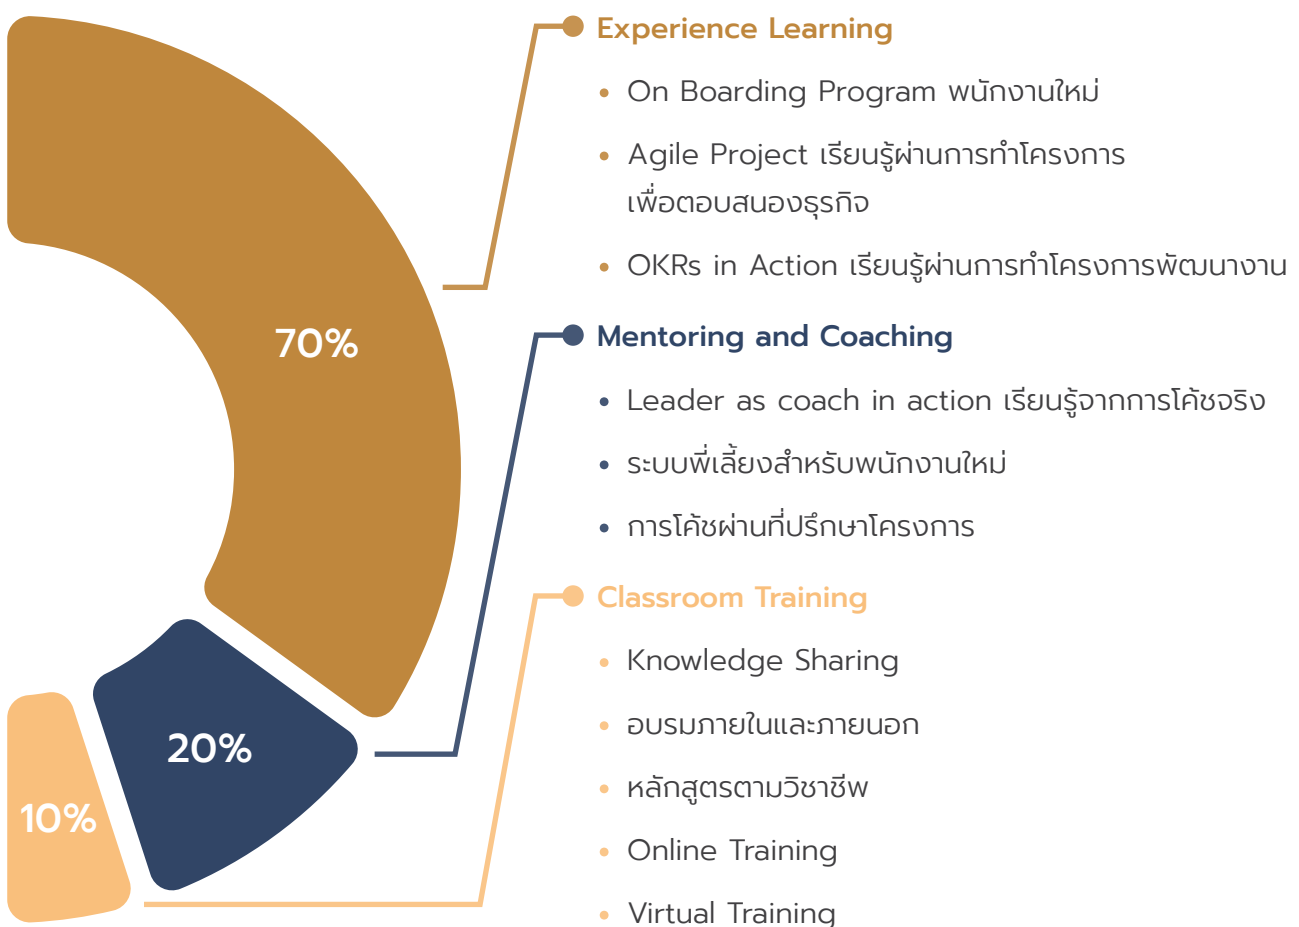 Experience Learning
On Boarding Program พนักงานใหม่
Agile Project เรียนรู้ผ่านการทำโครงการ
เพื่อตอบสนองธุรกิจ
OKRs in Action เรียนรู้ผ่านการทำโครงการพัฒนางาน
70%
Mentoring and Coaching
Leader as coach in action เรียนรู้จากการโค้ชจริง
ระบบพี่เลี้ยงสำหรับพนักงานใหม่
การโค้ชผ่านที่ปรึกษาโครงการ
20%
Classroom Training
Knowledge Sharing
อบรมภายในและภายนอก
หลักสูตรตามวิชาชีพ
Online Training
Virtual Training
10%